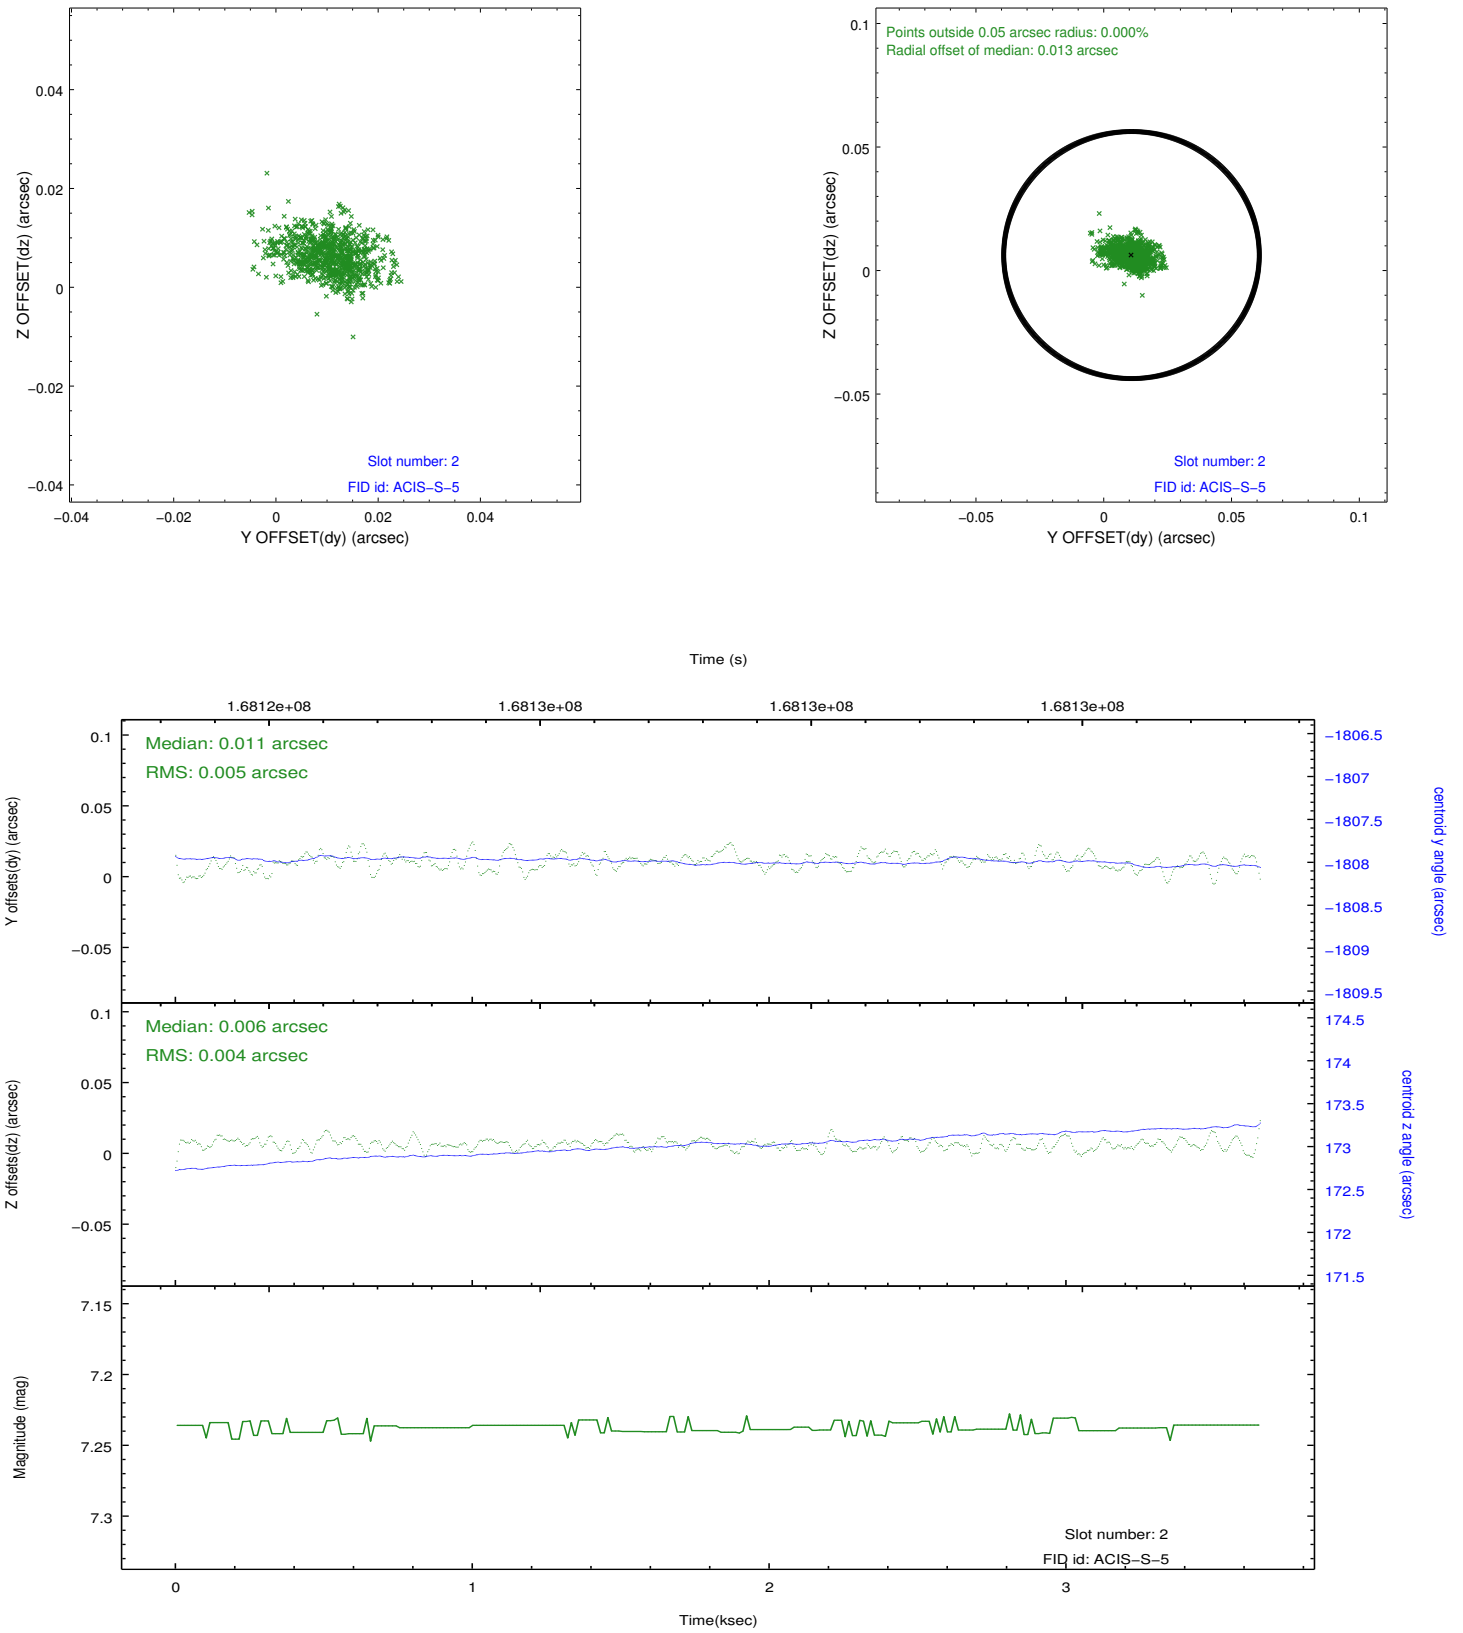 0.04
0.02
0
−0.02
−0.04
Z OFFSET(dz) (arcsec)
Slot number: 2
FID id: ACIS−S−5
−0.04
−0.02
0
0.02
0.04
Y OFFSET(dy) (arcsec)
Points outside 0.05 arcsec radius: 0.000%
Radial offset of median: 0.013 arcsec
0.1
0.05
0
−0.05
Z OFFSET(dz) (arcsec)
Slot number: 2
FID id: ACIS−S−5
−0.05
0
0.05
0.1
Y OFFSET(dy) (arcsec)
Time (s)
1.6812e+08
1.6813e+08
1.6813e+08
1.6813e+08
Median: 0.011 arcsec
RMS: 0.005 arcsec
0.1
0.05
0
−0.05
Y offsets(dy) (arcsec)
−1806.5
−1807
−1807.5
−1808
−1808.5
−1809
−1809.5
centroid y angle (arcsec)
Median: 0.006 arcsec
RMS: 0.004 arcsec
0.1
0.05
0
−0.05
Z offsets(dz) (arcsec)
174.5
174
173.5
173
172.5
172
171.5
centroid z angle (arcsec)
7.15
7.2
7.25
7.3
Magnitude (mag)
Slot number: 2
FID id: ACIS−S−5
0
1
2
3
Time(ksec)